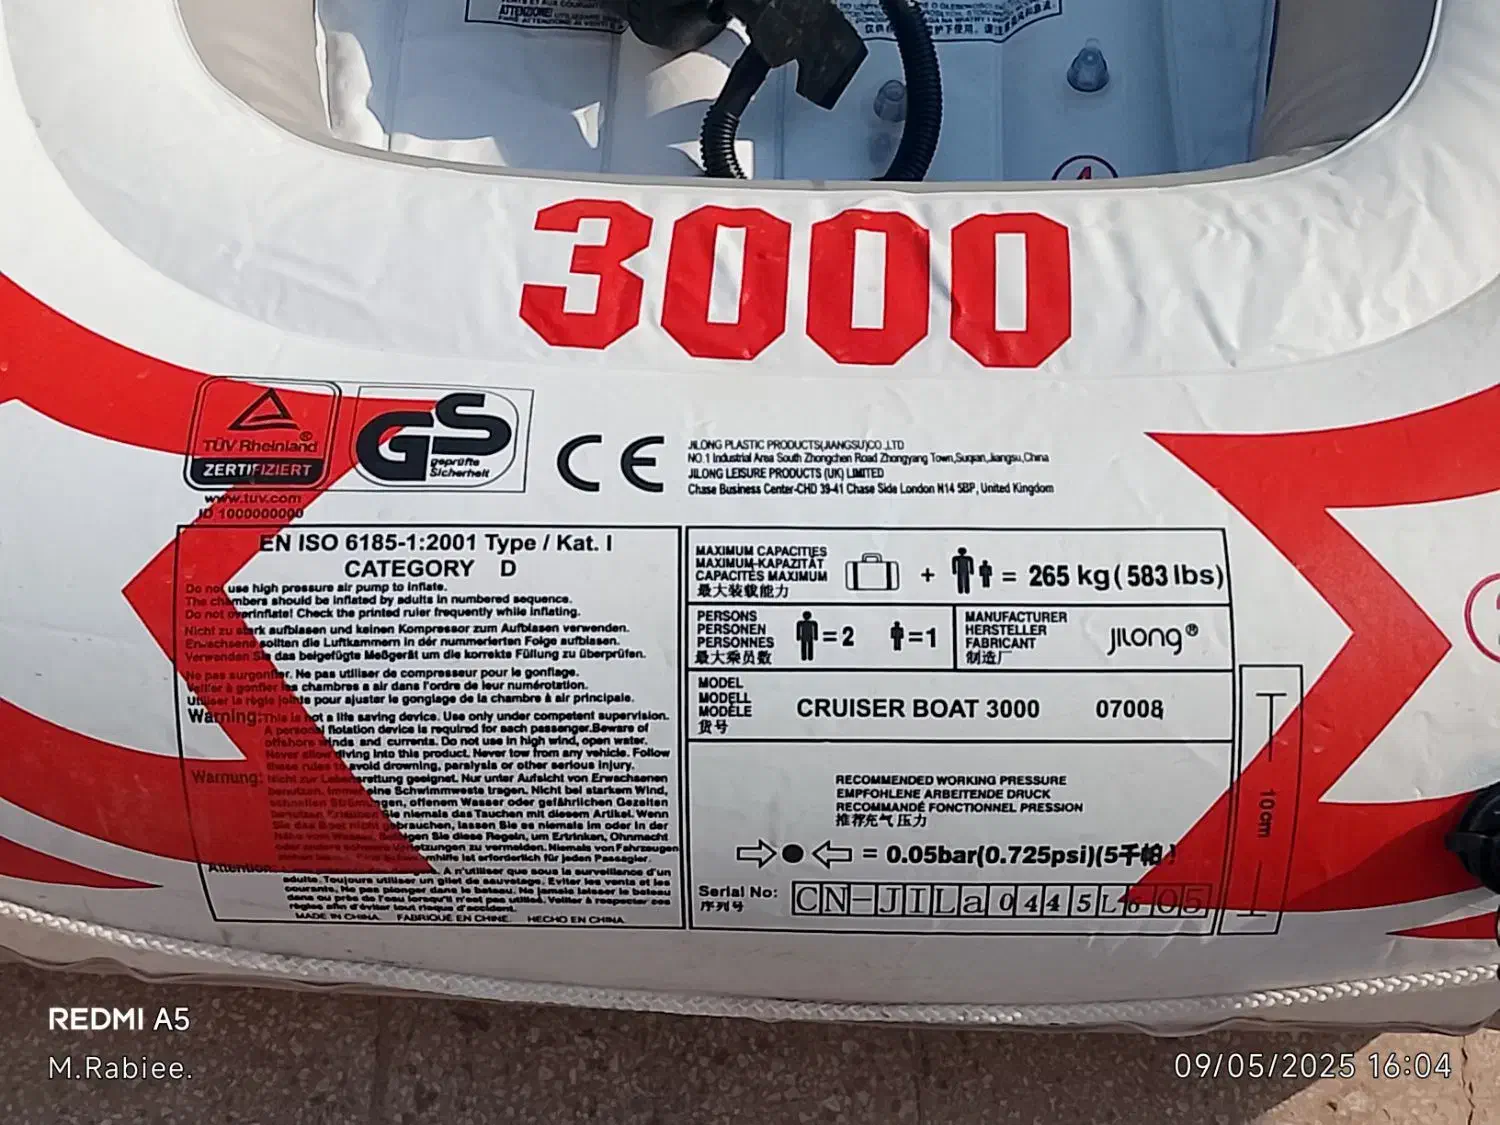 ATTENZIONE!
3000
TÜV Rheinland®
ZERTIFIZIERT
www.tuv.com
ID 1000000000
GS
geprüfte
Sicherheit
CE
JILONG PLASTIC PRODUCTS(JIANGSU)CO.,LTD
NO.1 Industrial Area South Zhongchen Road Zhongyang Town,Suqian,Jiangsu,China
JILONG LEISURE PRODUCTS (UK) LIMITED
Chase Business Center-CHD 39-41 Chase Side London N14 5BP, United Kingdom
EN ISO 6185-1:2001 Type / Kat. I
CATEGORY D
Do not use high pressure air pump to inflate.
The chambers should be inflated by adults in numbered sequence.
Do not overinflate! Check the printed ruler frequently while inflating.
Nicht zu stark aufblasen und keinen Kompressor zum Aufblasen verwenden.
Erwachsene sollten die Luftkammern in der nummerierten Folge aufblasen.
Verwenden Sie das beigefügte Meßgerät um die korrekte Füllung zu überprüfen.
Ne pas surgonfler. Ne pas utiliser de compresseur pour le gonflage.
Veiller à gonfler les chambres a air dans l'ordre de leur numérotation.
Utiliser la règle jointe pour ajuster le gonglage de la chambre à air principale.
Warning: This is not a life saving device. Use only under competent supervision.
A personal flotation device is required for each passenger.Beware of
offshore winds and currents. Do not use in high wind, open water.
Never allow diving into this product. Never tow from any vehicle. Follow
these rules to avoid drowning, paralysis or other serious injury.
Warnung: Nicht zur Lebensrettung geeignet. Nur unter Aufsicht von Erwachsenen
benutzen. Immer eine Schwimmweste tragen. Nicht bei starkem Wind,
schnellen Strömungen, offenem Wasser oder gefährlichen Gezeiten
benutzen Erlauben Sie niemals das Tauchen mit diesem Artikel. Wenn
Sie das Boot nicht gebrauchen, lassen Sie es niemals im oder in der
Nähe vom Wasser. Befolgen Sie diese Regeln, um Ertrinken, Ohnmacht
oder andere schwere Verletzungen zu vermeiden. Niemals von Fahrzeugen
ziehen lassen. Eine Schwimmhilfe ist erforderlich für jeden Passagier.
Attention: A n'utiliser que sous la surveillance d'un
adulte. Toujours utiliser un gilet de sauvetage. Eviter les vents et les
courants. Ne pas plonger dans le bateau. Ne jamais laisser le bateau
dans ou près de l'eau lorsqu'il n'est pas utilisé. Veiller à respecter ces
règles afin d'éviter tout risque d'accident.
MADE IN CHINA. FABRIQUÉ EN CHINE. HECHO EN CHINA.
MAXIMUM CAPACITIES
MAXIMUM-KAPAZITÄT
CAPACITÉS MAXIMUM
最大装载能力
+ = 265 kg(583 lbs)
PERSONS
PERSONEN
PERSONNES
最大乘员数
=2 =1
MANUFACTURER
HERSTELLER
FABRICANT
制造厂
JILONG®
MODEL
MODELL
MODÈLE
货号
CRUISER BOAT 3000 07008
RECOMMENDED WORKING PRESSURE
EMPFOHLENE ARBEITENDE DRUCK
RECOMMANDÉ FONCTIONNEL PRESSION
推荐充气压力
= 0.05bar(0.725psi)(5千帕)
Serial No:
序列号
CN-JILa0445L605
10cm
REDMI A5
M.Rabiee.
09/05/2025 16:04